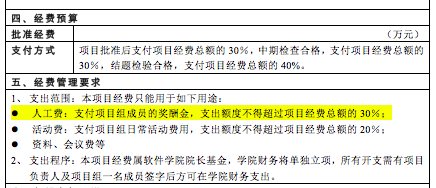 四、经费预算
批准经费 （万元）
支付方式 项目批准后支付项目经费总额的 30%，中期检查合格，支付项目经费总额的
30%，结题检验合格，支付项目经费总额的 40%。
五、经费管理要求
1、 支出范围：本项目经费只能用于如下用途：
● 人工费：支付项目组成员的奖酬金，支出额度不得超过项目经费总额的 30%；
● 活动费：支付项目组日常活动费用，支出额度不得超过项目经费总额的 20%；
● 资料、会议费等
2、 支出程序：本项目经费属软件学院院长基金，学院财务将单独立项，所有开支需有项目
负责人及项目组一名成员签字后方可在学院财务支出。